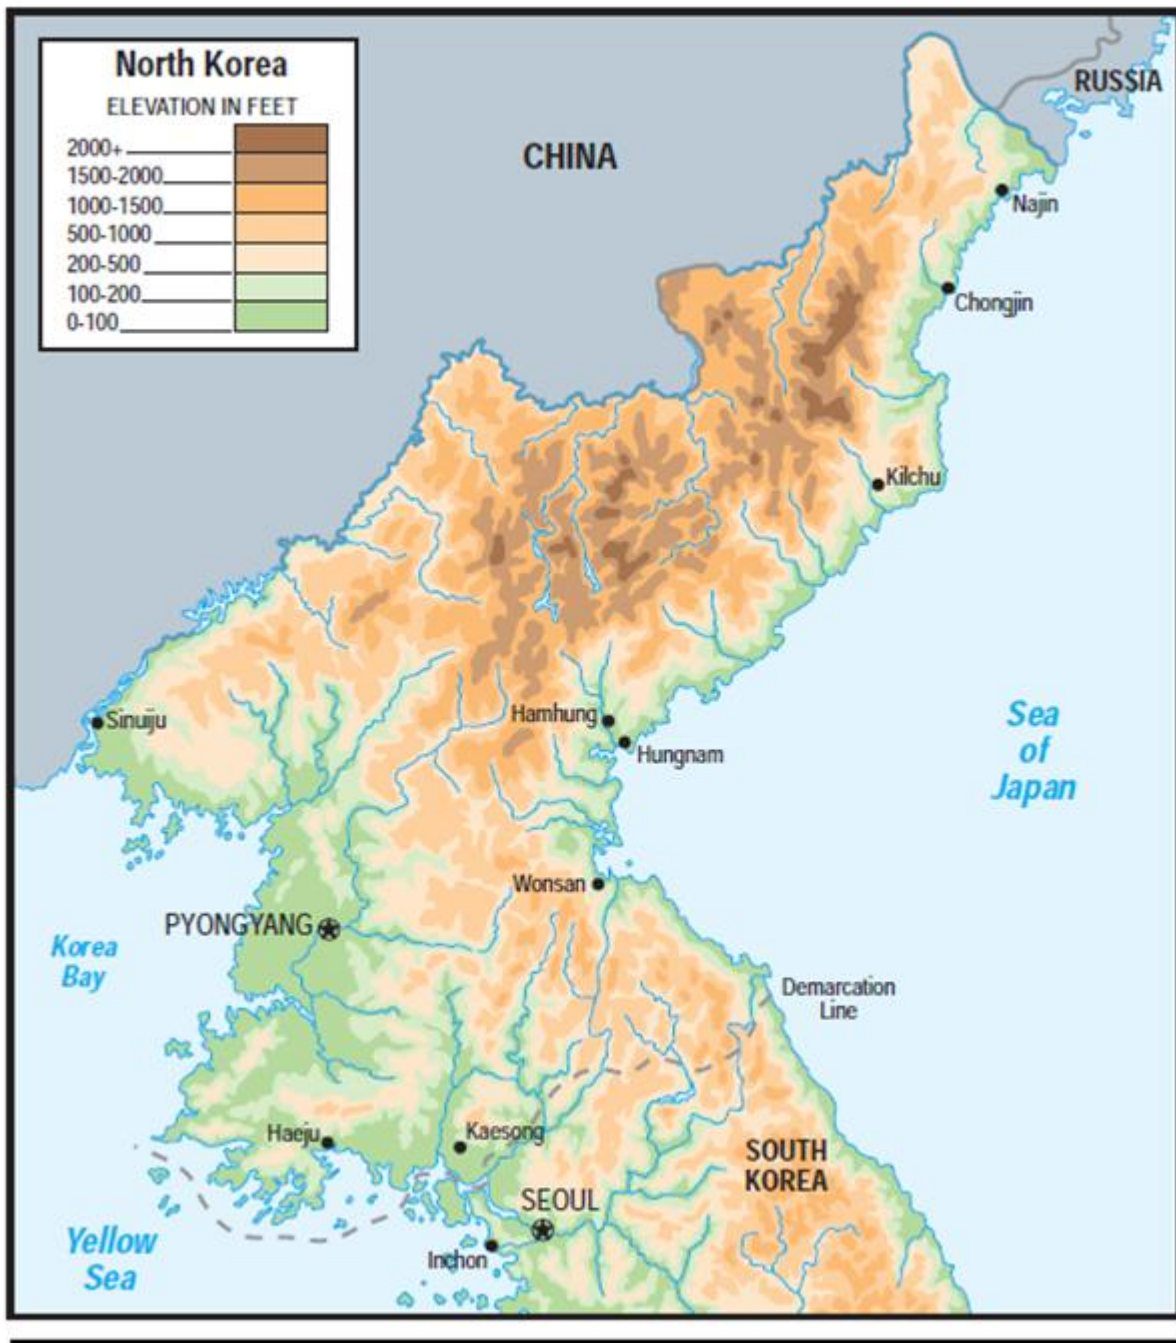 North Korea
ELEVATION IN FEET
2000+
1500-2000
1000-1500
500-1000
200-500
100-200
0-100
RUSSIA
CHINA
Najin
Chongjin
Kilchu
Sinuiju
Hamhung
Hungnam
Sea
of
Japan
Wonsan
PYONGYANG
Korea
Bay
Demarcation
Line
Haeju
Kaesong
SOUTH
KOREA
SEOUL
Yellow
Sea
Inchon